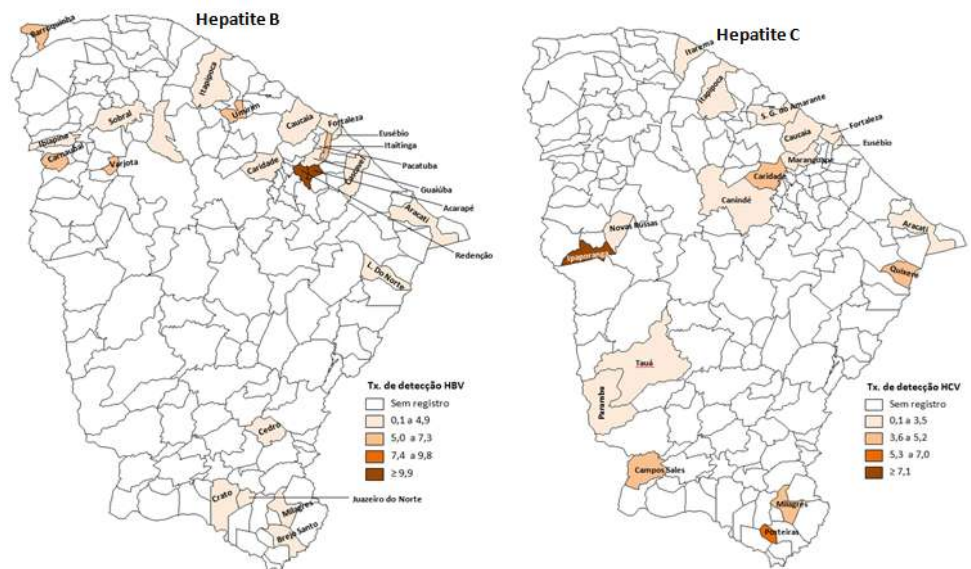 Hepatite B
Barroquinha
Itapipoca
Umirim
Sobral
Caucaia
Fortaleza
Eusébio
Itaitinga
Ibiapina
Carnaubal
Varjota
Caridade
Pacatuba
Cascavel
Guaiúba
Acarapé
Aracati
Redenção
L. Do Norte
Tx. de detecção HBV
Sem registro
0,1 a 4,9
5,0 a 7,3
7,4 a 9,8
≥ 9,9
Cedro
Crato
Juazeiro do Norte
Milagres
Brejo Santo
Hepatite C
Itarema
Itapipoca
S. G. do Amarante
Caucaia
Fortaleza
Eusébio
Maranguape
Caridade
Canindé
Novas Rússas
Aracati
Ipaporanga
Quixeré
Tauá
Parambu
Tx. de detecção HCV
Sem registro
0,1 a 3,5
3,6 a 5,2
5,3 a 7,0
≥ 7,1
Campos Sales
Milagres
Porteiras